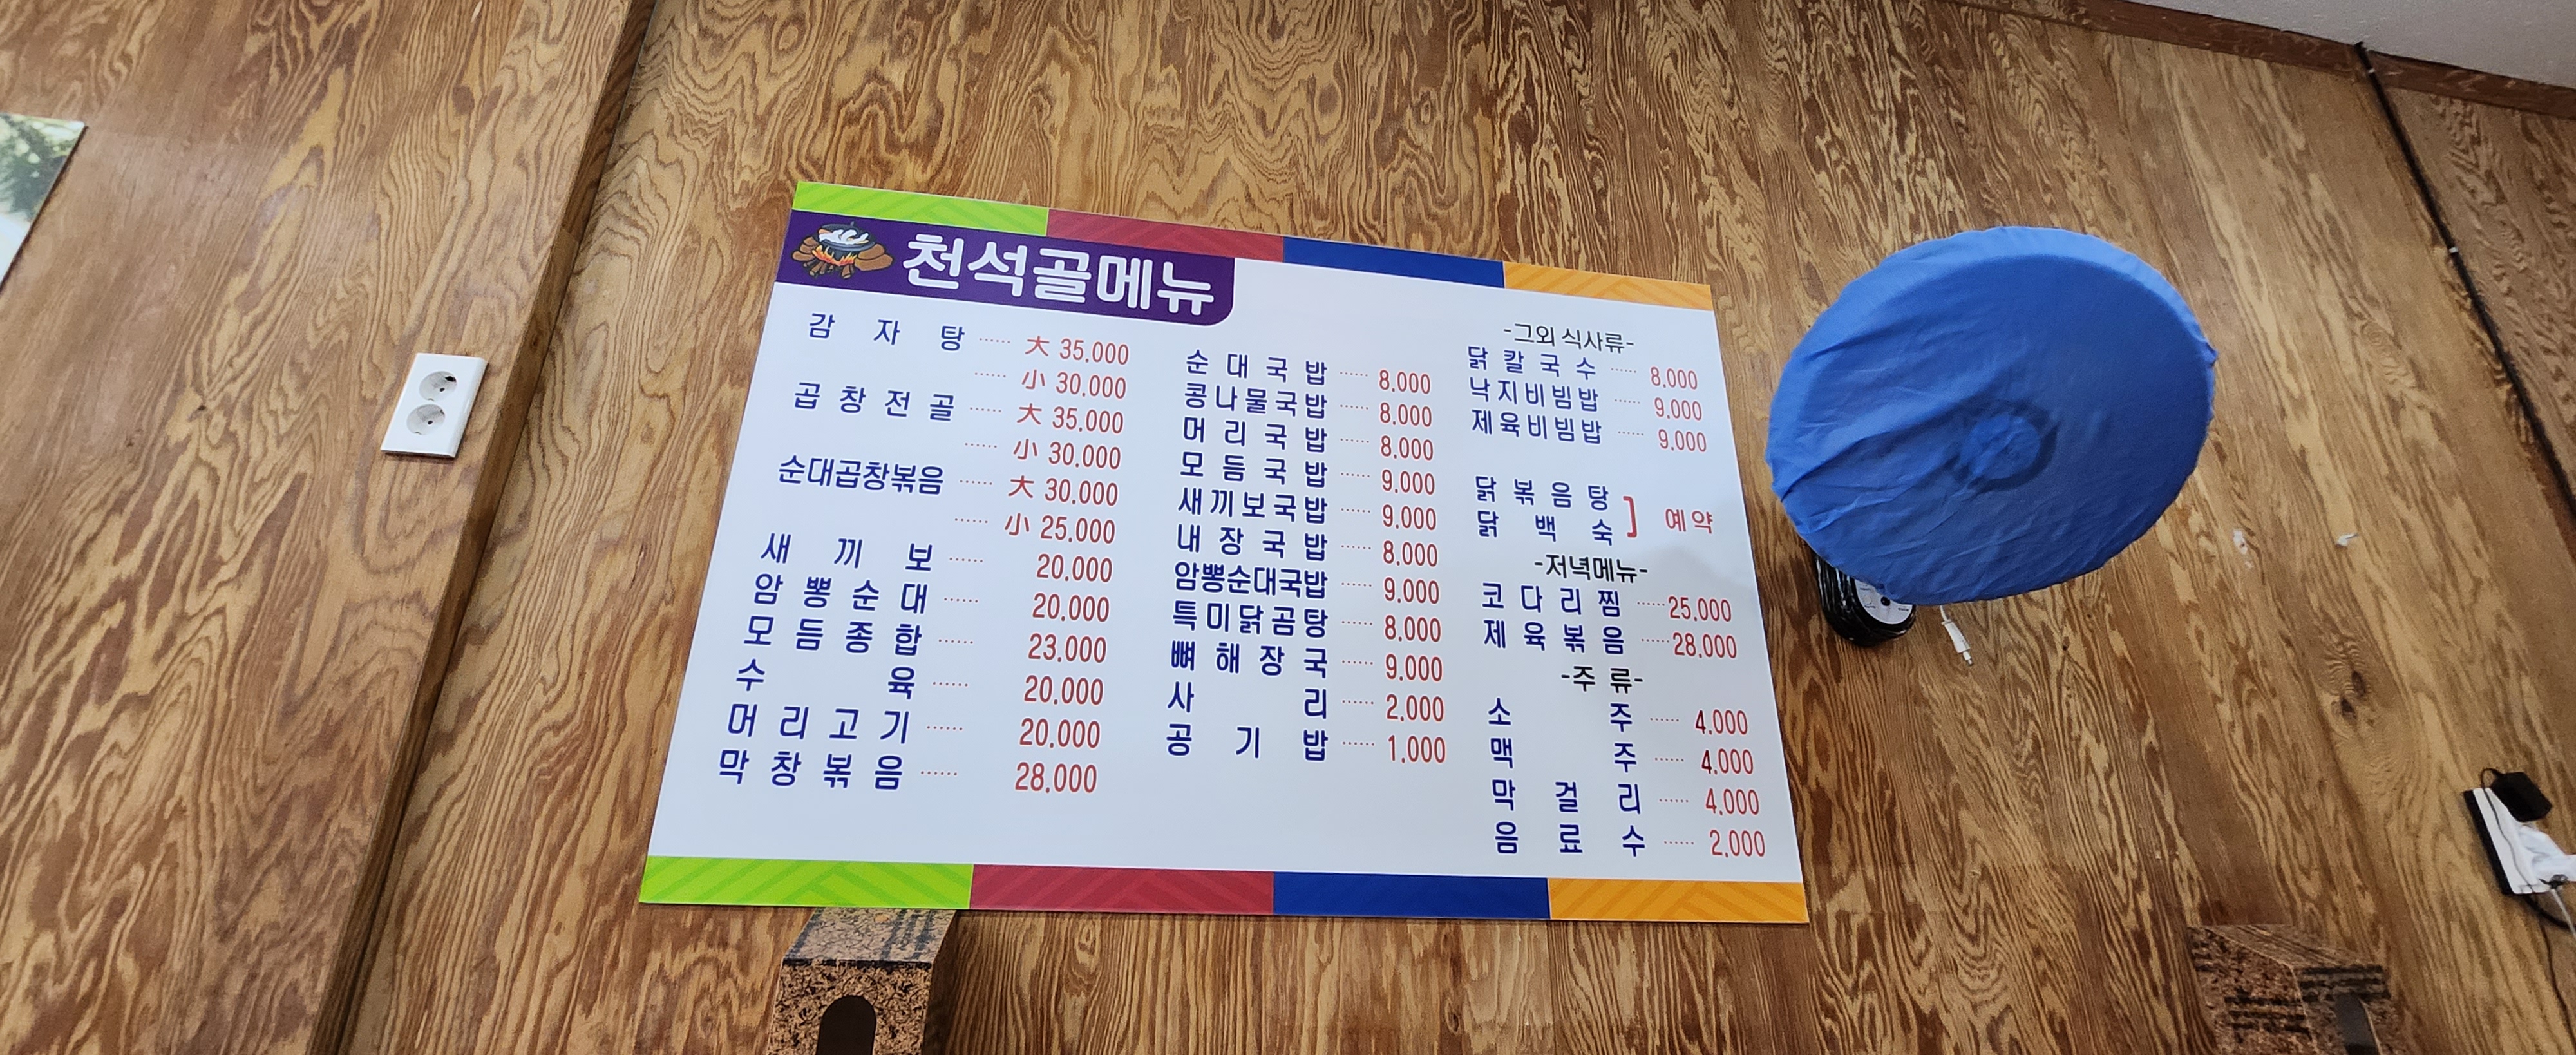 천석골메뉴
감 자 탕 ······ 大 35,000
······ 小 30,000
곱 창 전 골 ······ 大 35,000
······ 小 30,000
순대곱창볶음 ······ 大 30,000
······ 小 25,000
새 끼 보 ······ 20,000
암 뽕 순 대 ······ 20,000
모 듬 종 합 ······ 23,000
수 육 ······ 20,000
머 리 고 기 ······ 20,000
막 창 볶 음 ······ 28,000
순 대 국 밥 ······ 8,000
콩나물국밥 ······ 8,000
머 리 국 밥 ······ 8,000
모 듬 국 밥 ······ 9,000
새끼보국밥 ······ 9,000
내 장 국 밥 ······ 8,000
암뽕순대국밥 ······ 9,000
특미닭곰탕 ······ 8,000
뼈 해 장 국 ······ 9,000
사 리 ······ 2,000
공 기 밥 ······ 1,000
-그외 식사류-
닭 칼 국 수 ······ 8,000
낙지비빔밥 ······ 9,000
제육비빔밥 ······ 9,000
닭 볶 음 탕
닭 백 숙 ] 예약
-저녁메뉴-
코 다 리 찜 ······ 25,000
제 육 볶 음 ······ 28,000
-주 류-
소 주 ······ 4,000
맥 주 ······ 4,000
막 걸 리 ······ 4,000
음 료 수 ······ 2,000